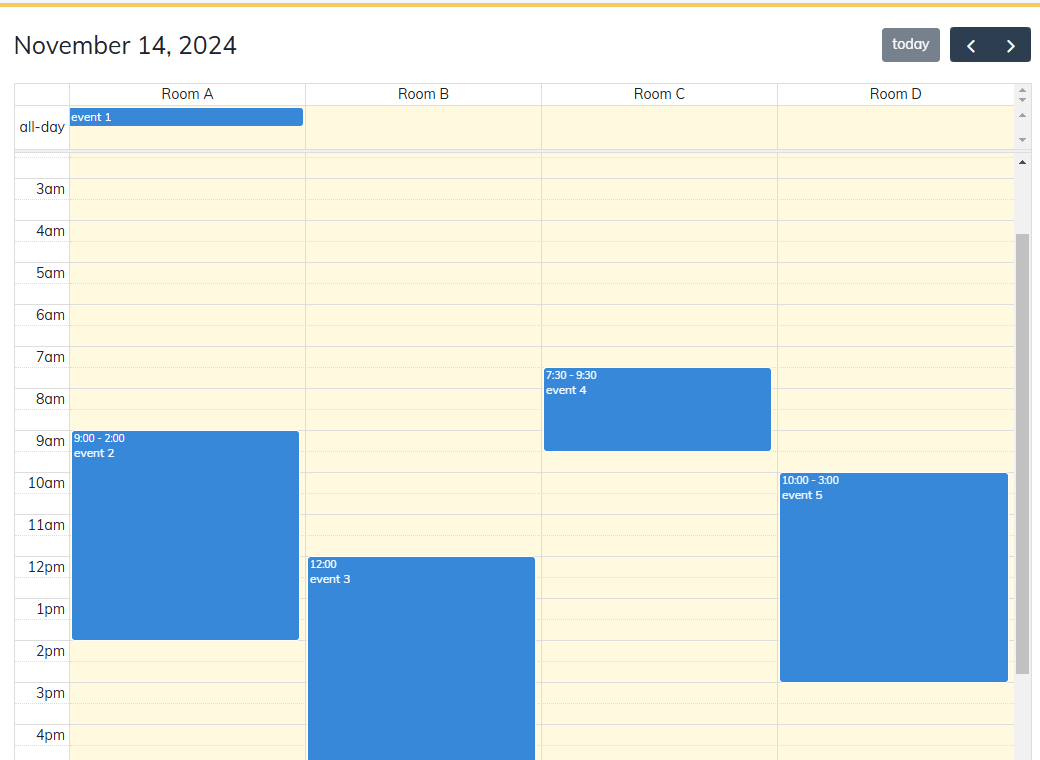 November 14, 2024
today
Room A
Room B
Room C
Room D
all-day
event 1
3am
4am
5am
6am
7am
7:30 - 9:30
event 4
8am
9am
9:00 - 2:00
event 2
10am
10:00 - 3:00
event 5
11am
12pm
12:00
event 3
1pm
2pm
3pm
4pm